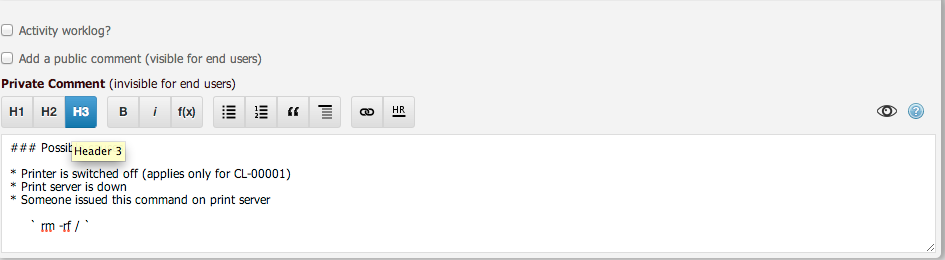 Activity worklog?
Add a public comment (visible for end users)
Private Comment (invisible for end users)
H1 H2 H3 B i f(x) HR
###
Header 3
* Printer is switched off (applies only for CL-00001)
* Print server is down
* Someone issued this command on print server
` rm -rf / `